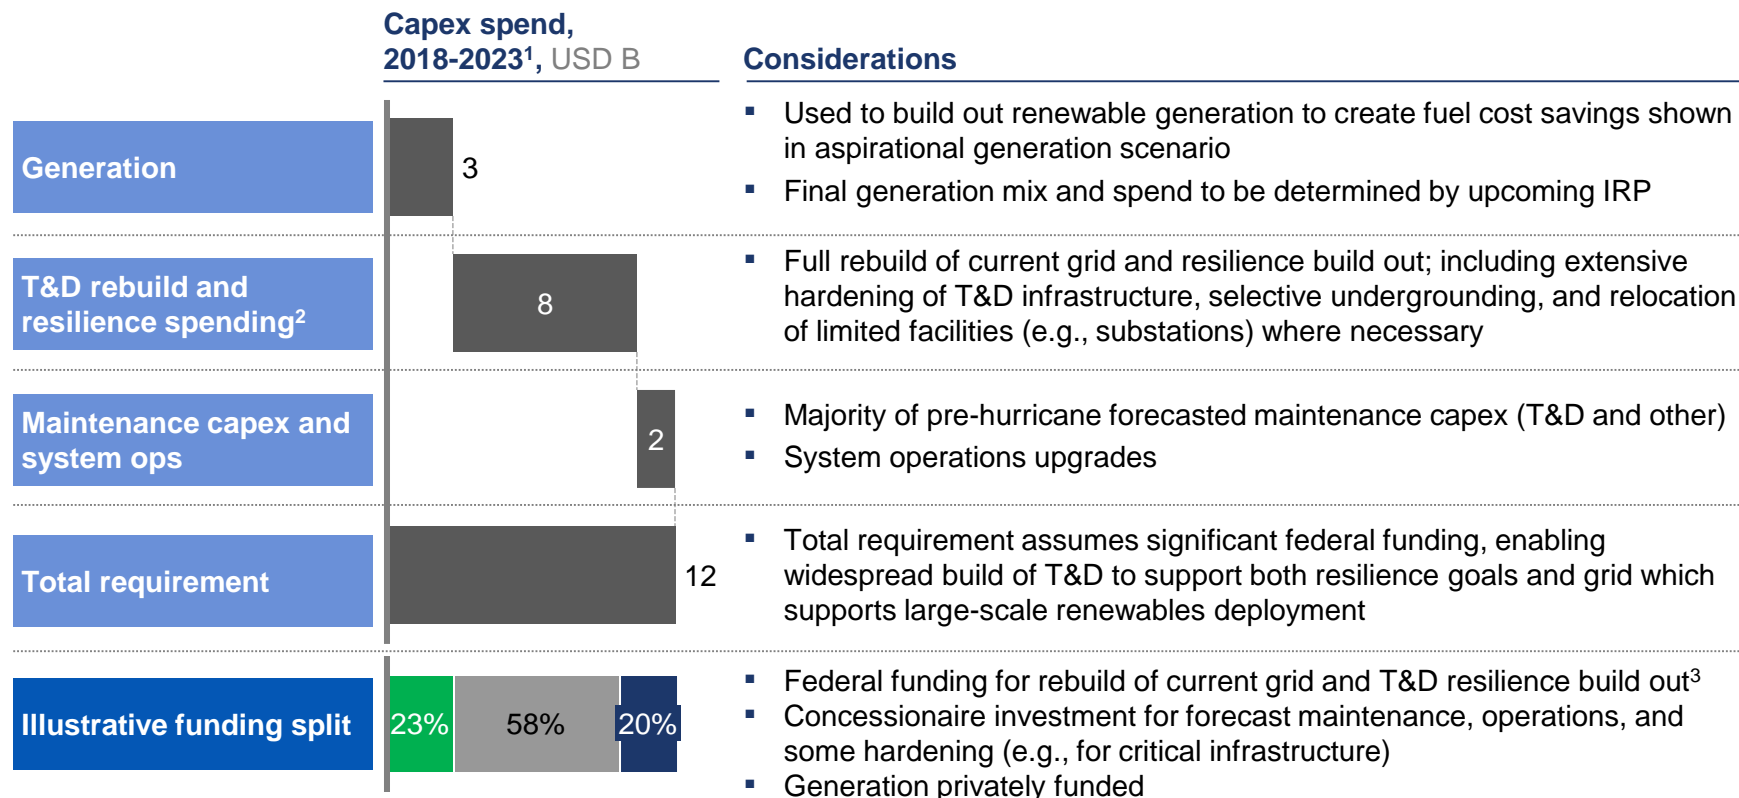 Capex spend,
2018-2023¹, USD B
Considerations
Generation
3
▪ Used to build out renewable generation to create fuel cost savings shown
in aspirational generation scenario
▪ Final generation mix and spend to be determined by upcoming IRP
T&D rebuild and
resilience spending²
8
▪ Full rebuild of current grid and resilience build out; including extensive
hardening of T&D infrastructure, selective undergrounding, and relocation
of limited facilities (e.g., substations) where necessary
Maintenance capex and
system ops
2
▪ Majority of pre-hurricane forecasted maintenance capex (T&D and other)
▪ System operations upgrades
Total requirement
12
▪ Total requirement assumes significant federal funding, enabling
widespread build of T&D to support both resilience goals and grid which
supports large-scale renewables deployment
Illustrative funding split
23% 58% 20%
▪ Federal funding for rebuild of current grid and T&D resilience build out³
▪ Concessionaire investment for forecast maintenance, operations, and
some hardening (e.g., for critical infrastructure)
▪ Generation privately funded